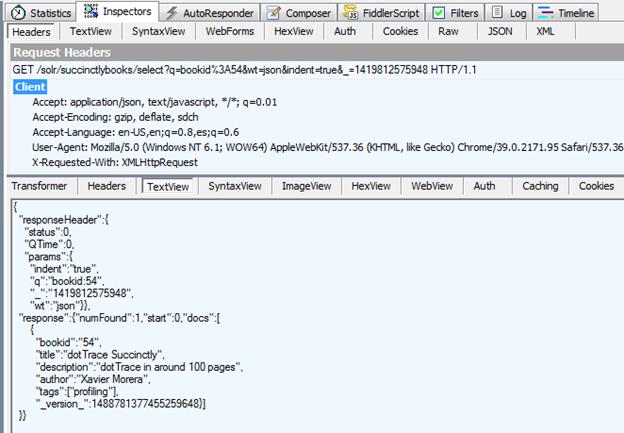 Statistics Inspectors AutoResponder Composer FiddlerScript Filters Log Timeline
Headers TextView SyntaxView WebForms HexView Auth Cookies Raw JSON XML
Request Headers
GET /solr/succinctlybooks/select?q=bookid%3A54&wt=json&indent=true&_=1419812575948 HTTP/1.1
Client
Accept: application/json, text/javascript, */*; q=0.01
Accept-Encoding: gzip, deflate, sdch
Accept-Language: en-US,en;q=0.8,es;q=0.6
User-Agent: Mozilla/5.0 (Windows NT 6.1; WOW64) AppleWebKit/537.36 (KHTML, like Gecko) Chrome/39.0.2171.95 Safari/537.36
X-Requested-With: XMLHttpRequest
Transformer Headers TextView SyntaxView ImageView HexView WebView Auth Caching Cookies
{
"responseHeader":{
"status":0,
"QTime":0,
"params":{
"indent":"true",
"q":"bookid:54",
"_":"1419812575948",
"wt":"json"}},
"response":{"numFound":1,"start":0,"docs":[
{
"bookid":"54",
"title":"dotTrace Succinctly",
"description":"dotTrace in around 100 pages",
"author":"Xavier Morera",
"tags":["profiling"],
"_version_":1488781377455259648}]
}}